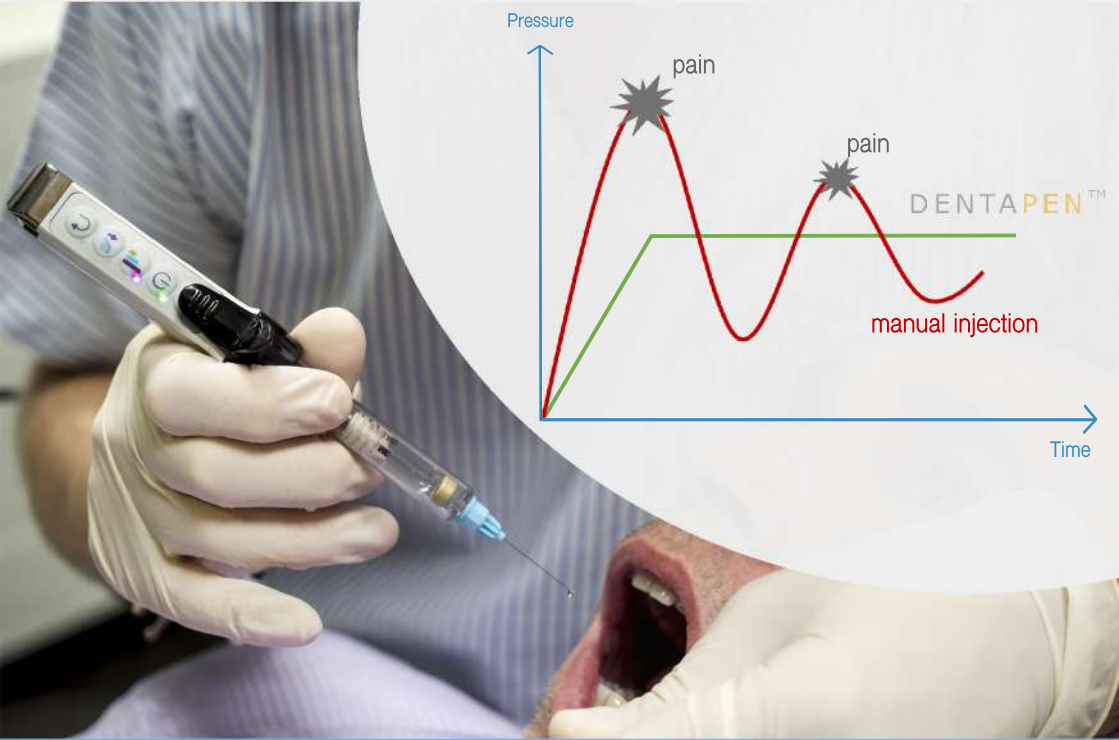 Pressure
pain
pain
DENTAPEN™
manual injection
Time